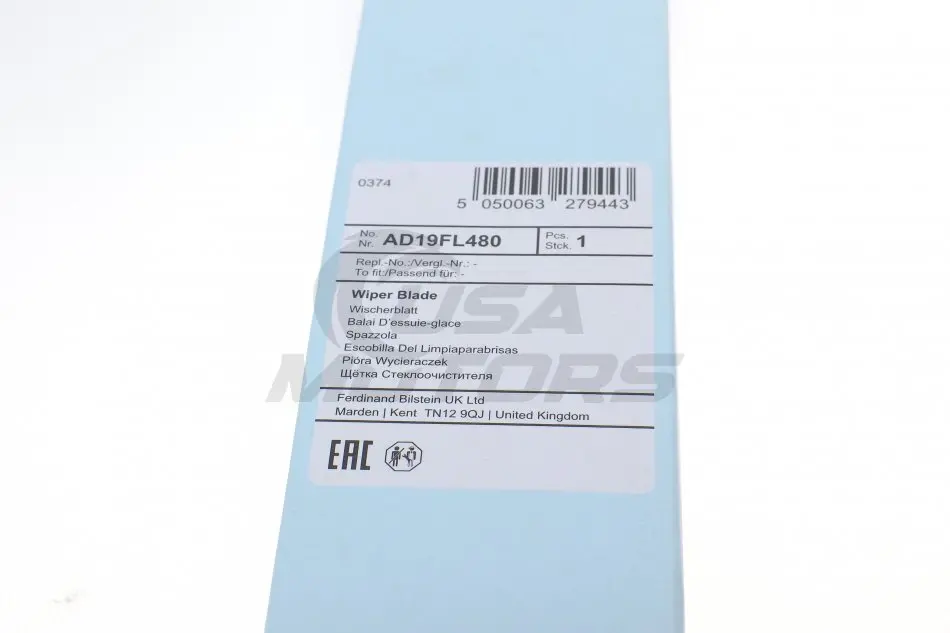 0374
5 050063 279443
No.
Nr. AD19FL480
Pcs.
Stck. 1
Repl.-No.:/Vergl.-Nr.: -
To fit:/Passend für: -
Wiper Blade
Wischerblatt
Balai D'essuie-glace
Spazzola
Escobilla Del Limpiaparabrisas
Pióra Wycieraczek
Щётка Стеклоочистителя
Ferdinand Bilstein UK Ltd
Marden | Kent TN12 9QJ | United Kingdom
EAC
USA
MOTORS